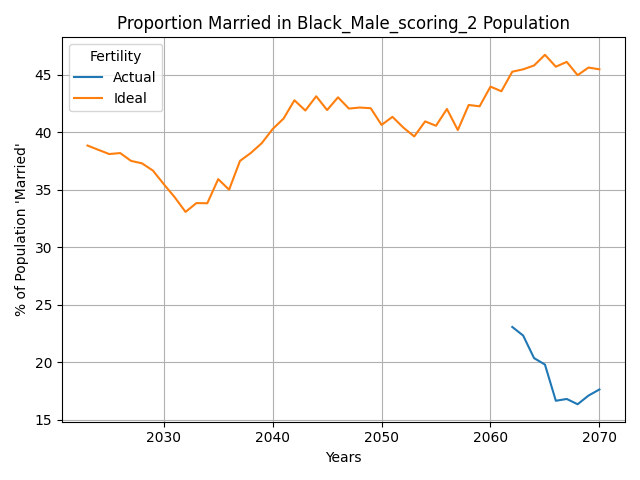 Proportion Married in Black_Male_scoring_2 Population
Fertility
Actual
Ideal
% of Population 'Married'
45
40
35
30
25
20
15
2030
2040
2050
2060
2070
Years